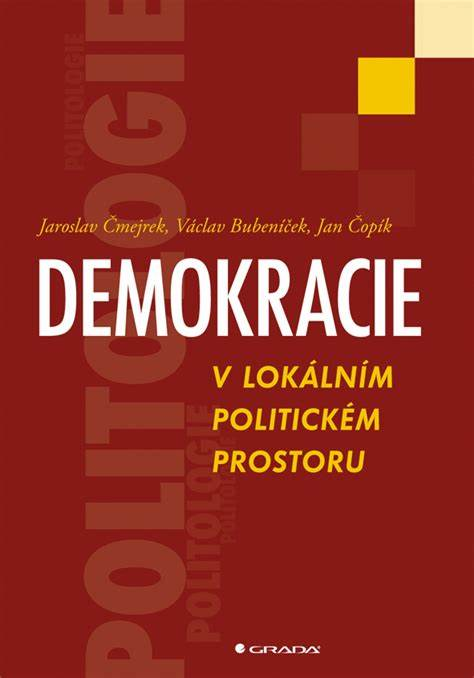 POLITOLOGIE
POLITOLOGIE
Jaroslav Čmejrek, Václav Bubeníček, Jan Čopík
DEMOKRACIE
V LOKÁLNÍM
POLITICKÉM
PROSTORU
POLITOLOGIE
POLITOLOGIE
GRADA®